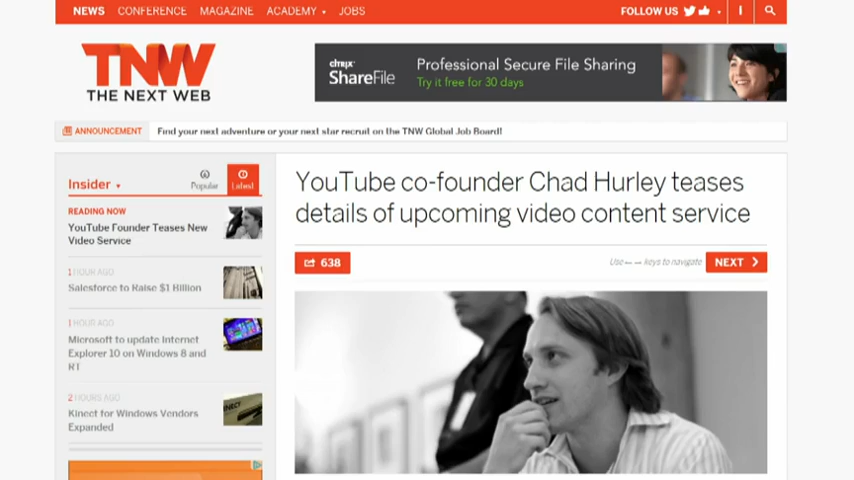 NEWS CONFERENCE MAGAZINE ACADEMY JOBS FOLLOW US
TNW
THE NEXT WEB
citrix
ShareFile
Professional Secure File Sharing
Try it free for 30 days
ANNOUNCEMENT Find your next adventure or your next star recruit on the TNW Global Job Board!
Insider
Popular
Latest
READING NOW
YouTube Founder Teases New
Video Service
1 HOUR AGO
Salesforce to Raise $1 Billion
1 HOUR AGO
Microsoft to update Internet
Explorer 10 on Windows 8 and
RT
2 HOURS AGO
Kinect for Windows Vendors
Expanded
YouTube co-founder Chad Hurley teases
details of upcoming video content service
638
Use ← → keys to navigate
NEXT